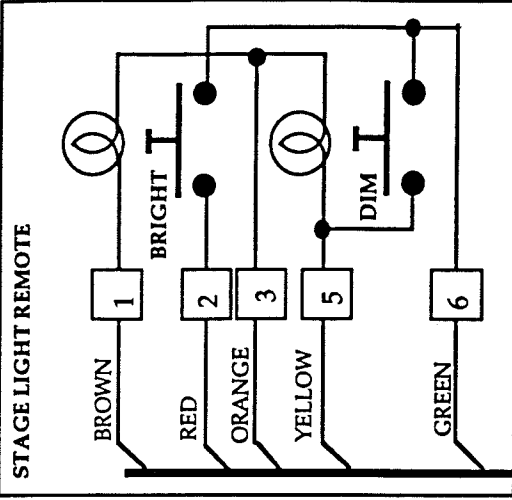 STAGE LIGHT REMOTE
BROWN
1
RED
2
BRIGHT
ORANGE
3
YELLOW
5
DIM
GREEN
6